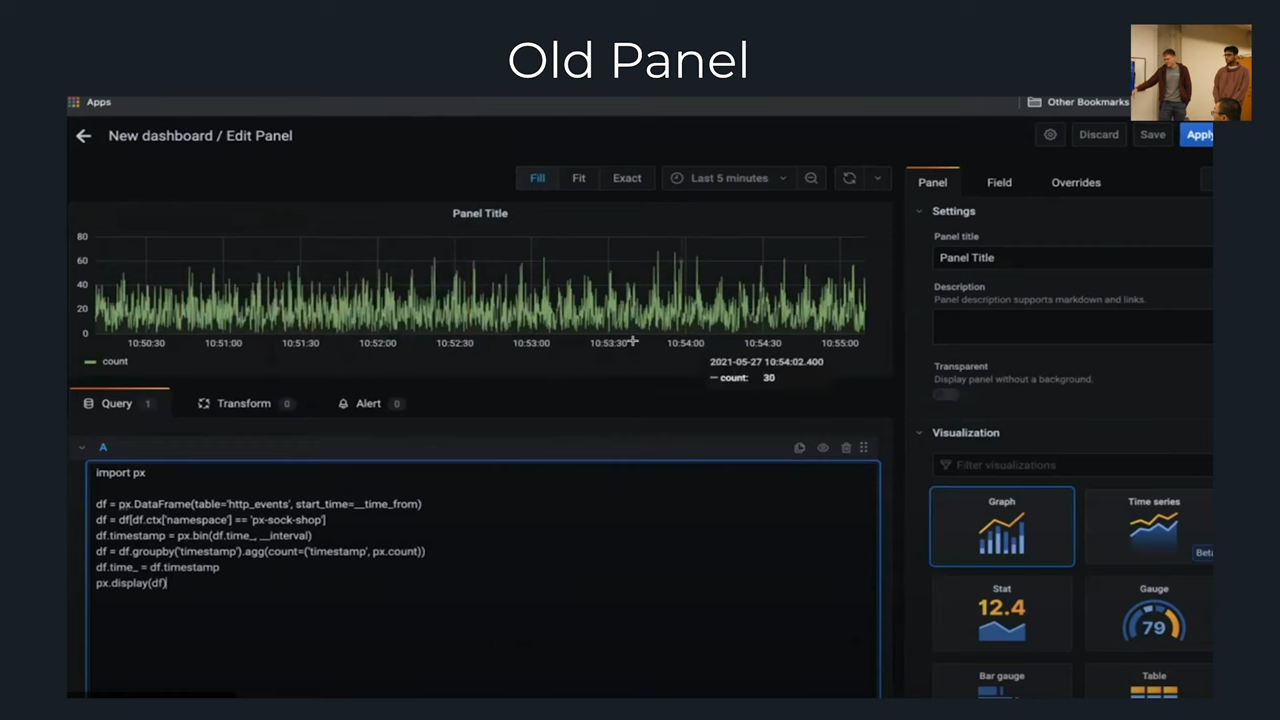 Old Panel
Apps
Other Bookmarks
New dashboard / Edit Panel
Discard
Save
Apply
Fill
Fit
Exact
Last 5 minutes
Panel
Field
Overrides
Panel Title
Settings
Panel title
Panel Title
Description
Panel description supports markdown and links.
80
60
40
20
0
10:50:30
10:51:00
10:51:30
10:52:00
10:52:30
10:53:00
10:53:30
10:54:00
10:54:30
10:55:00
count
2021-05-27 10:54:02.400
count: 30
Transparent
Display panel without a background.
Query 1
Transform 0
Alert 0
Visualization
A
Filter visualizations
import px
df = px.DataFrame(table='http_events', start_time=__time_from)
df = df[df.ctx['namespace'] == 'px-sock-shop']
df.timestamp = px.bin(df.time_, __interval)
df = df.groupby('timestamp').agg(count=('timestamp', px.count))
df.time_ = df.timestamp
px.display(df)
Graph
Time series
Beta
Stat
12.4
Gauge
79
Bar gauge
Table